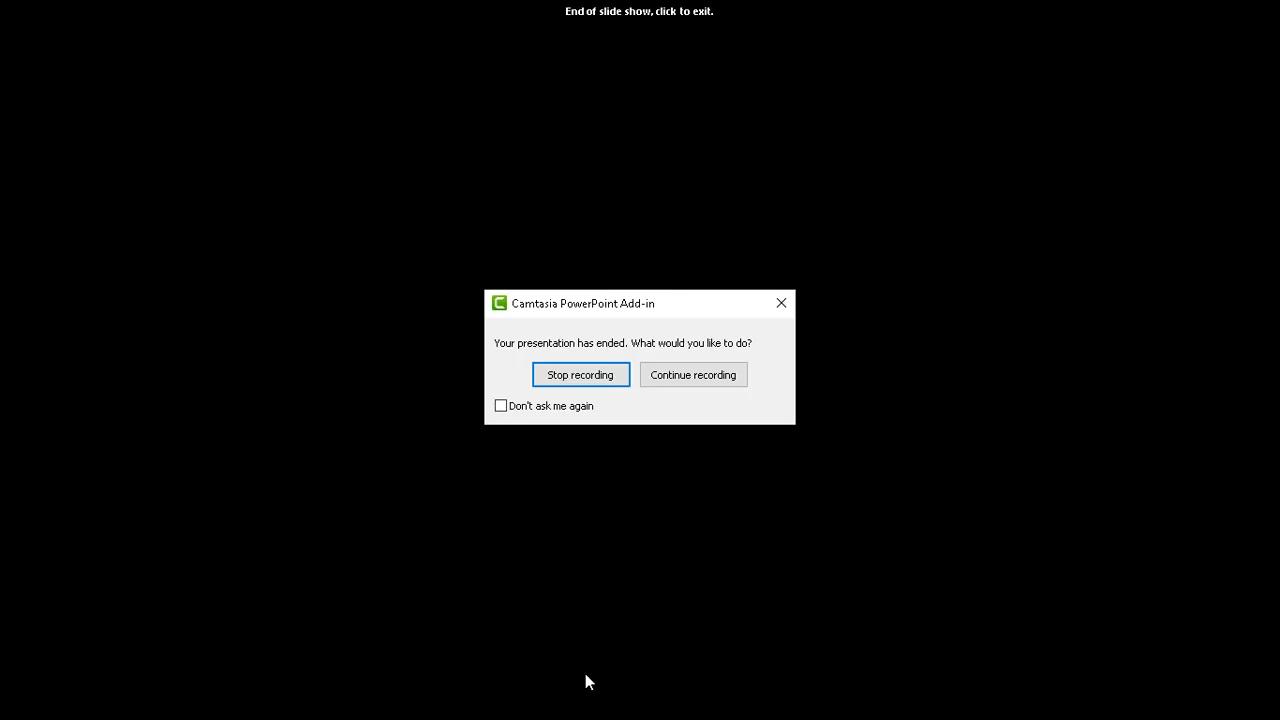 End of slide show, click to exit.
Camtasia PowerPoint Add-in
Your presentation has ended. What would you like to do?
Stop recording
Continue recording
Don't ask me again